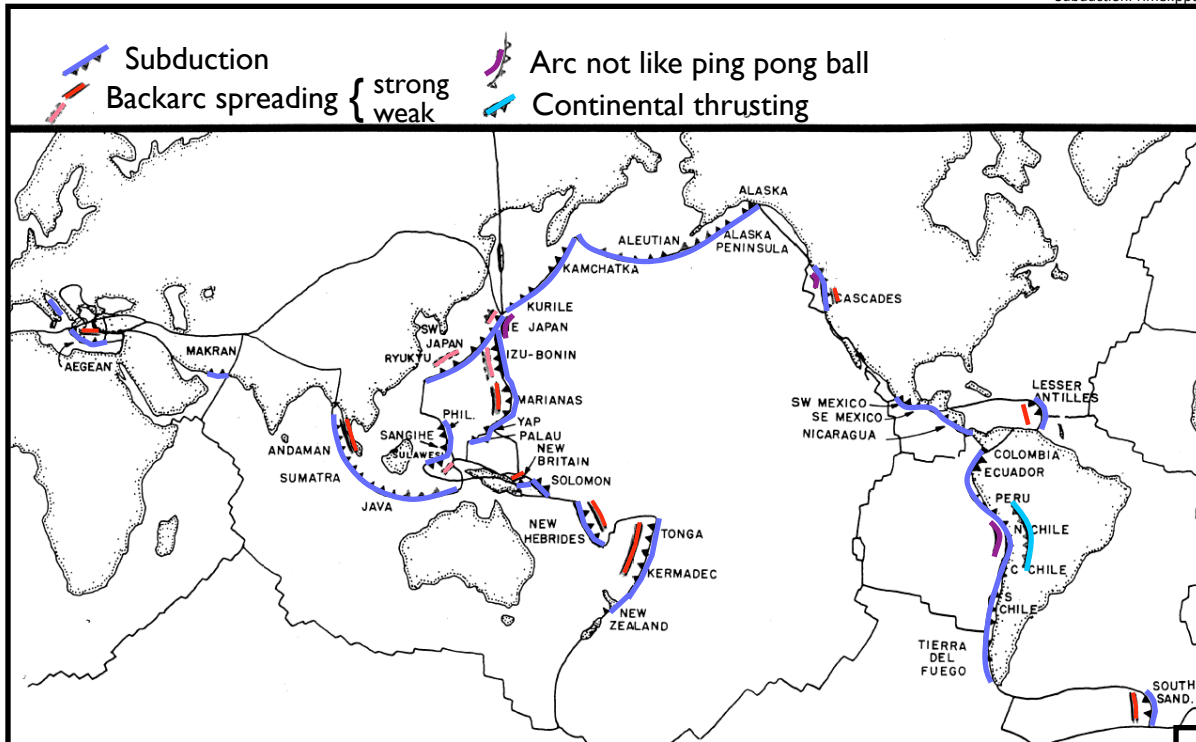 Subduction
Arc not like ping pong ball
Backarc spreading { strong
weak
Continental thrusting
ALASKA
ALEUTIAN
ALASKA
PENINSULA
KAMCHATKA
CASCADES
KURILE
SW
JAPAN
E JAPAN
RYUKYU
IZU-BONIN
MAKRAN
AEGEAN
MARIANAS
LESSER
ANTILLES
SW MEXICO
SE MEXICO
NICARAGUA
PHIL.
YAP
PALAU
SANGIHE
SULAWESI
ANDAMAN
NEW
BRITAIN
SOLOMON
COLOMBIA
ECUADOR
SUMATRA
JAVA
PERU
N CHILE
NEW
HEBRIDES
TONGA
KERMADEC
C CHILE
S
CHILE
NEW
ZEALAND
TIERRA
DEL
FUEGO
SOUTH
SAND.